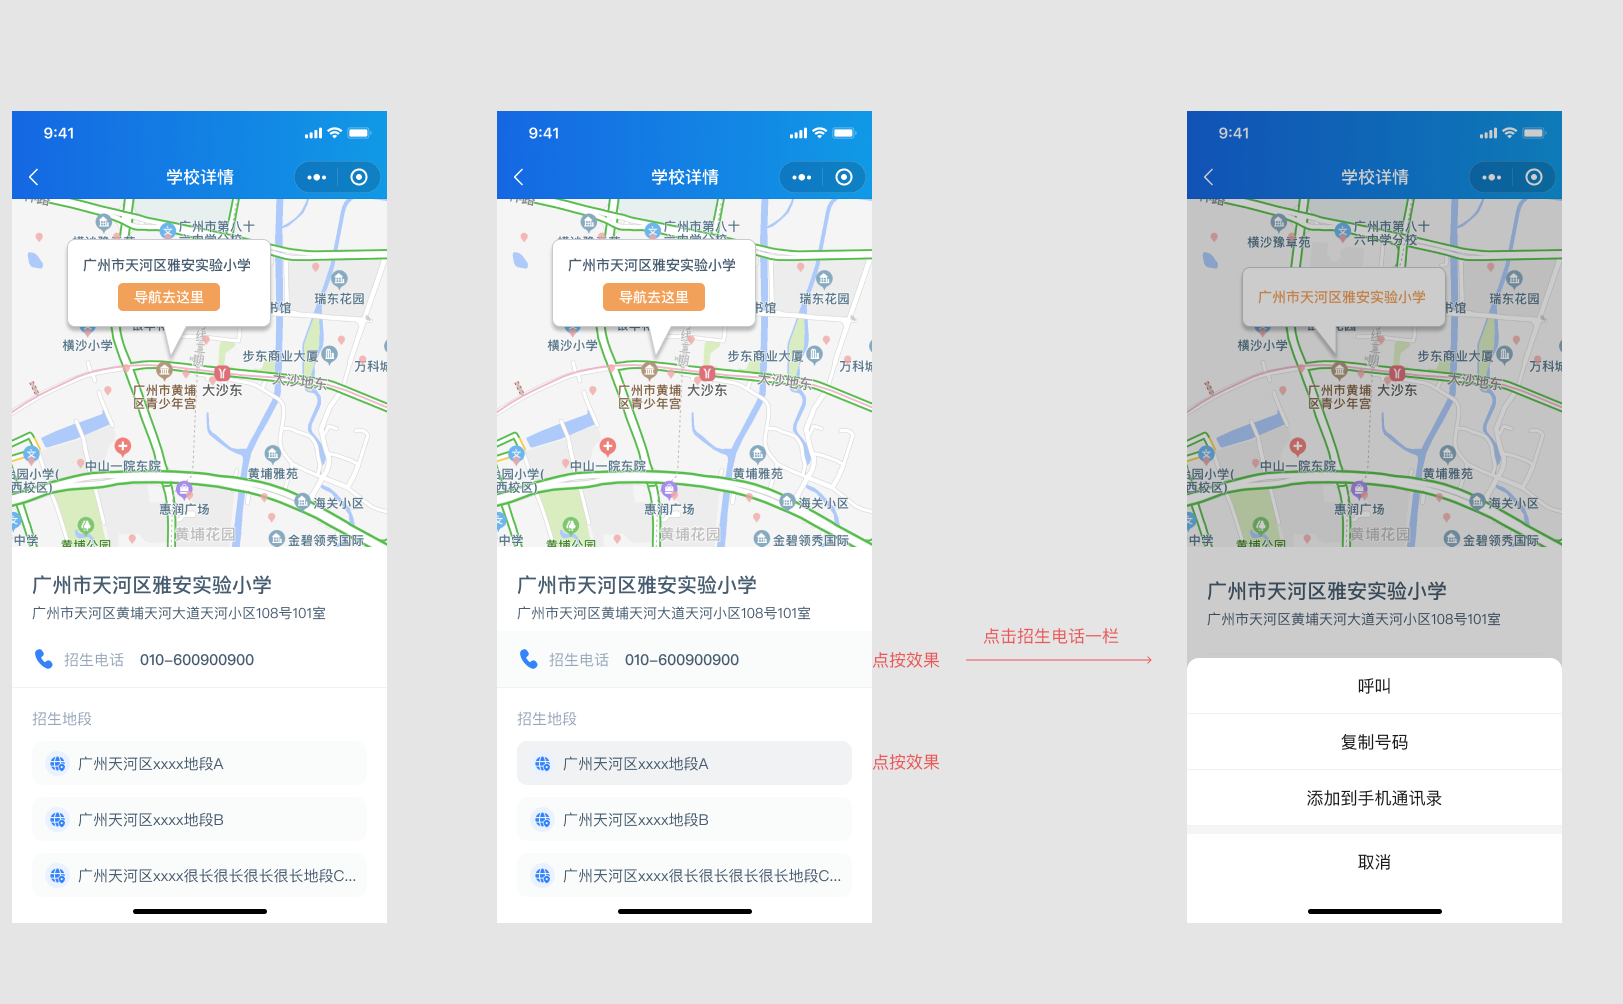 9:41
学校详情
广州市第八十
六中学分校
广州市天河区雅安实验小学
导航去这里
书馆
瑞东花园
横沙小学
步东商业大厦
万科城
大沙地东
广州市黄埔
区青少年宫
大沙东
中山一院东院
黄埔雅苑
园小学(
西校区)
惠润广场
海关小区
黄埔花园
中学
黄埔公园
金碧领秀国际
广州市天河区雅安实验小学
广州市天河区黄埔天河大道天河小区108号101室
招生电话 010-600900900
招生地段
广州天河区xxxx地段A
广州天河区xxxx地段B
广州天河区xxxx很长很长很长很长地段C...
9:41
学校详情
广州市第八十
六中学分校
广州市天河区雅安实验小学
导航去这里
书馆
瑞东花园
横沙小学
步东商业大厦
万科城
大沙地东
广州市黄埔
区青少年宫
大沙东
中山一院东院
黄埔雅苑
园小学(
西校区)
惠润广场
海关小区
黄埔花园
中学
黄埔公园
金碧领秀国际
广州市天河区雅安实验小学
广州市天河区黄埔天河大道天河小区108号101室
招生电话 010-600900900
招生地段
广州天河区xxxx地段A
广州天河区xxxx地段B
广州天河区xxxx很长很长很长很长地段C...
点按效果
点击招生电话一栏
点按效果
9:41
学校详情
横沙豫章苑
广州市第八十
六中学分校
广州市天河区雅安实验小学
书馆
瑞东花园
横沙小学
步东商业大厦
万科城
大沙地东
广州市黄埔
区青少年宫
大沙东
中山一院东院
黄埔雅苑
园小学(
西校区)
惠润广场
海关小区
黄埔花园
中学
黄埔公园
金碧领秀国际
广州市天河区雅安实验小学
广州市天河区黄埔天河大道天河小区108号101室
呼叫
复制号码
添加到手机通讯录
取消